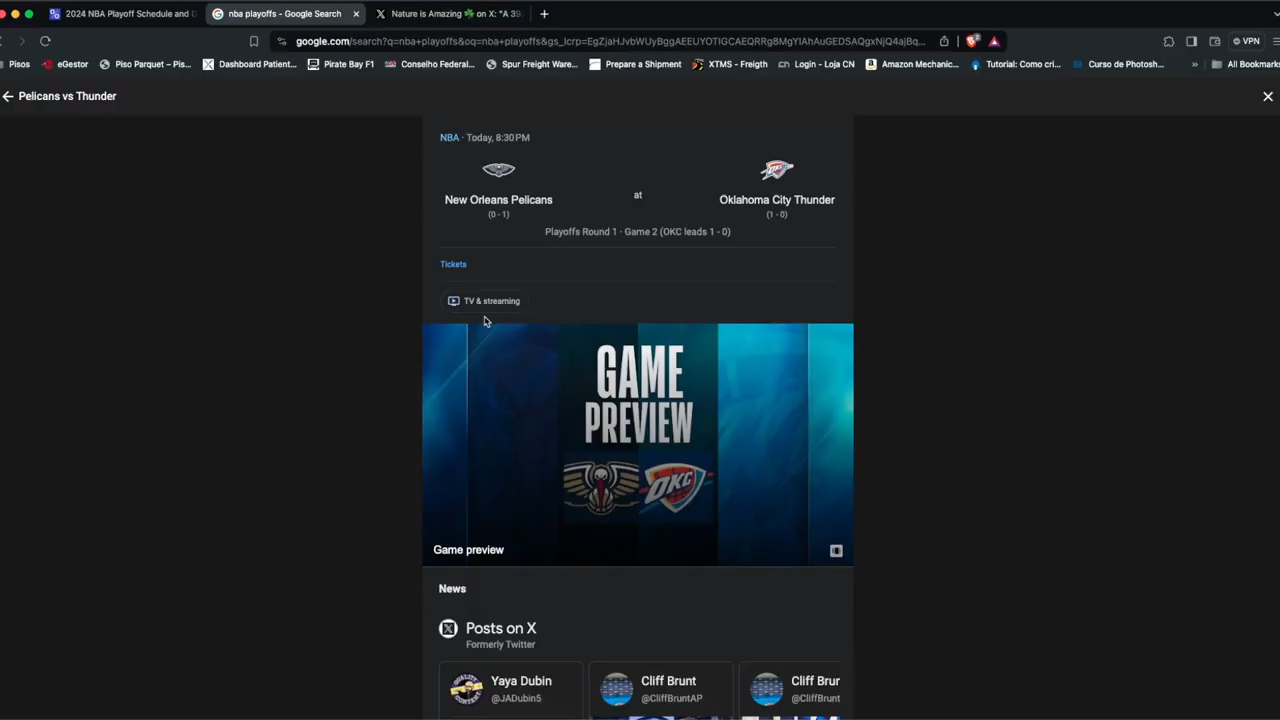 2024 NBA Playoff Schedule and
nba playoffs - Google Search
Nature is Amazing ☘️ on X: "A 39
google.com/search?q=nba+playoffs&oq=nba+playoffs&gs_lcrp=EgZjaHJvbWUyBggAEEUYOTIGCAEQRRg8MgYIAhAuGEDSAQgxNjQ4ajBq...
VPN
Pisos
eGestor
Piso Parquet – Pis...
Dashboard Patient...
Pirate Bay F1
Conselho Federal...
Spur Freight Ware...
Prepare a Shipment
XTMS - Freigth
Login - Loja CN
Amazon Mechanic...
Tutorial: Como cri...
Curso de Photosh...
»
All Bookmarks
Pelicans vs Thunder
NBA · Today, 8:30 PM
New Orleans Pelicans
at
Oklahoma City Thunder
(0 - 1)
(1 - 0)
Playoffs Round 1 · Game 2 (OKC leads 1 - 0)
Tickets
TV & streaming
GAME
PREVIEW
OKC
Game preview
News
Posts on X
Formerly Twitter
Yaya Dubin
@JADubin5
Cliff Brunt
@CliffBruntAP
Cliff Brur
@CliffBrunt